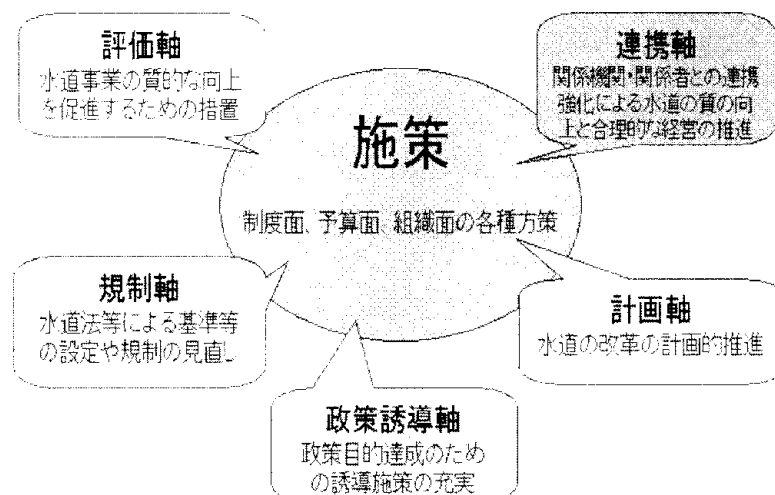 評価軸
水道事業の質的な向上
を促進するための措置
連携軸
関係機関・関係者との連携
強化による水道の質の向
上と合理的な経営の推進
施策
制度面、予算面、組織面の各種方策
規制軸
水道法等による基準等
の設定や規制の見直し
計画軸
水道の改革の計画的推進
政策誘導軸
政策目的達成のため
の誘導施策の充実